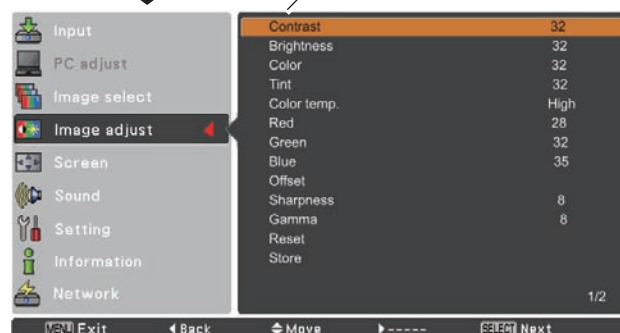 Input
PC adjust
Image select
Image adjust
Screen
Sound
Setting
Information
Network
Contrast 32
Brightness 32
Color 32
Tint 32
Color temp. High
Red 28
Green 32
Blue 35
Offset
Sharpness 8
Gamma 8
Reset
Store
1/2
MENU Exit ◀Back ◆Move ▶----- SELECT Next